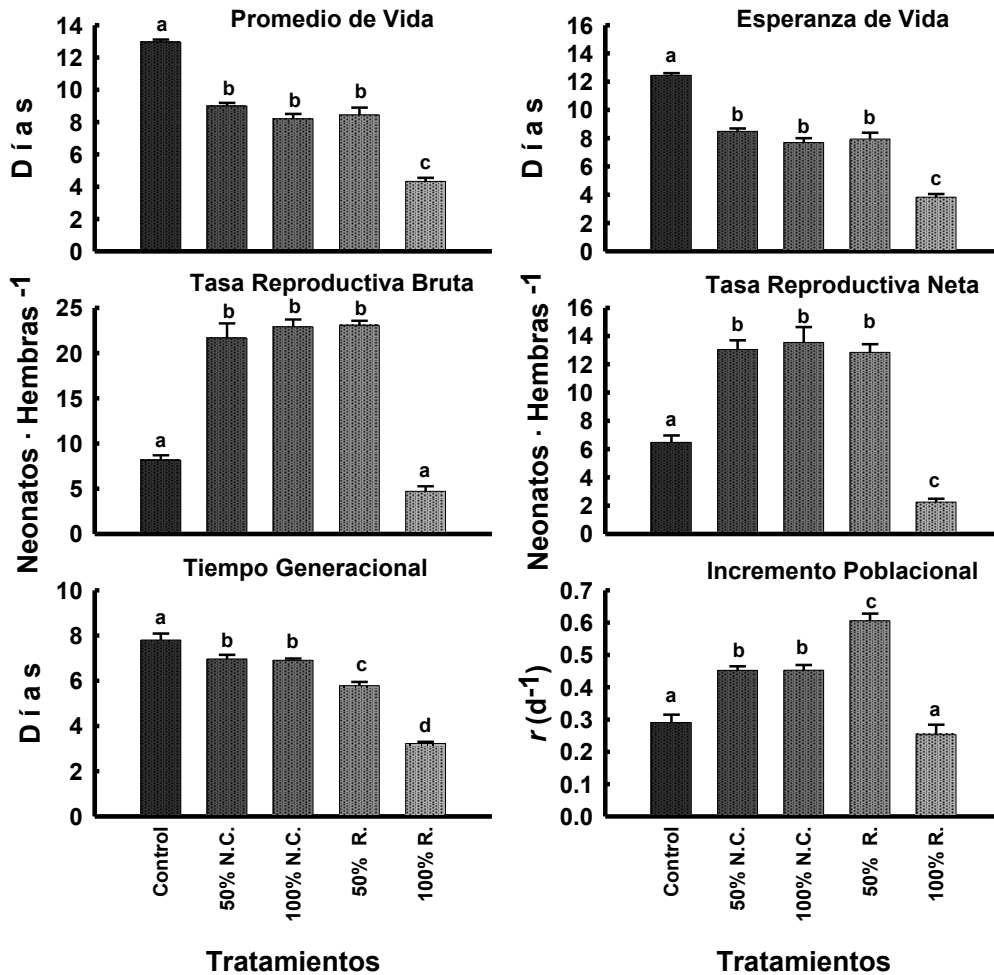 Promedio de Vida
14
12
10
8
6
4
2
0
D í a s
a
b
b
b
c
Esperanza de Vida
16
14
12
10
8
6
4
2
0
D í a s
a
b
b
b
c
Tasa Reproductiva Bruta
25
20
15
10
5
0
Neonatos · Hembras -1
a
b
b
b
a
Tasa Reproductiva Neta
16
14
12
10
8
6
4
2
0
Neonatos · Hembras -1
a
b
b
b
c
Tiempo Generacional
8
6
4
2
0
D í a s
a
b
b
c
d
Control
50% N.C.
100% N.C.
50% R.
100% R.
Tratamientos
Incremento Poblacional
0.7
0.6
0.5
0.4
0.3
0.2
0.1
0.0
r (d-1)
a
b
b
c
a
Control
50% N.C.
100% N.C.
50% R.
100% R.
Tratamientos